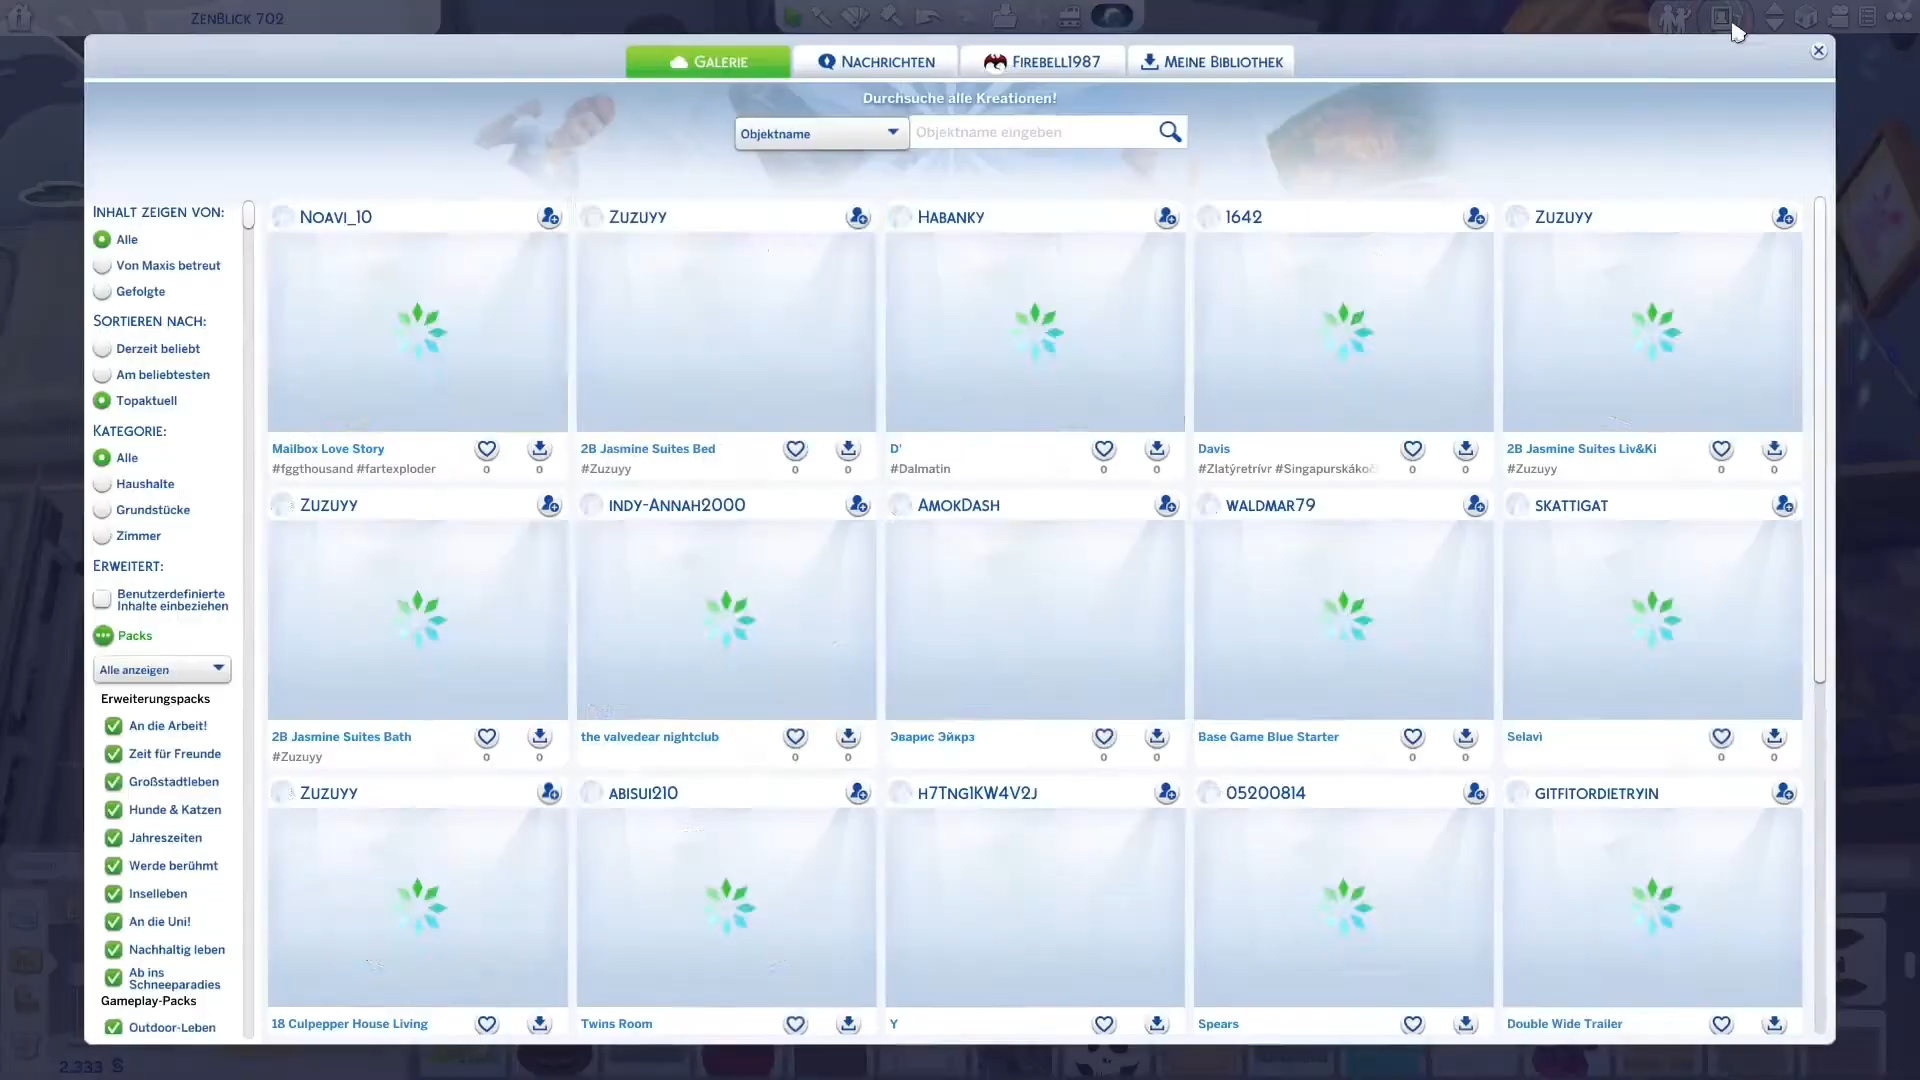 ZenBlick 702
Galerie
Nachrichten
Firebell1987
Meine Bibliothek
Durchsuche alle Kreationen!
Objektname
Objektname eingeben
Inhalt zeigen von:
Alle
Von Maxis betreut
Gefolgte
Sortieren nach:
Derzeit beliebt
Am beliebtesten
Topaktuell
Kategorie:
Alle
Haushalte
Grundstücke
Zimmer
Erweitert:
Benutzerdefinierte
Inhalte einbeziehen
Packs
Alle anzeigen
Erweiterungspacks
An die Arbeit!
Zeit für Freunde
Großstadtleben
Hunde & Katzen
Jahreszeiten
Werde berühmt
Inselleben
An die Uni!
Nachhaltig leben
Ab ins
Schneeparadies
Gameplay-Packs
Outdoor-Leben
Noavi_10
Zuzuyy
Habanky
1642
Zuzuyy
Mailbox Love Story
0 0
#fggthousand #fartexploder
2B Jasmine Suites Bed
0 0
#Zuzuyy
D'
0 0
#Dalmatin
Davis
0 0
#Zlatýretrívr #Singapurskáko
2B Jasmine Suites Liv&Ki
0 0
#Zuzuyy
Zuzuyy
indy-Annah2000
AmokDash
waldmar79
skattigat
2B Jasmine Suites Bath
0 0
#Zuzuyy
the valvedear nightclub
0 0
Эварис Эйкрз
0 0
Base Game Blue Starter
0 0
Selavì
0 0
Zuzuyy
abisui210
h7Tng1KW4V2J
05200814
gitfitordietryin
18 Culpepper House Living
Twins Room
Y
Spears
Double Wide Trailer
2.333 §